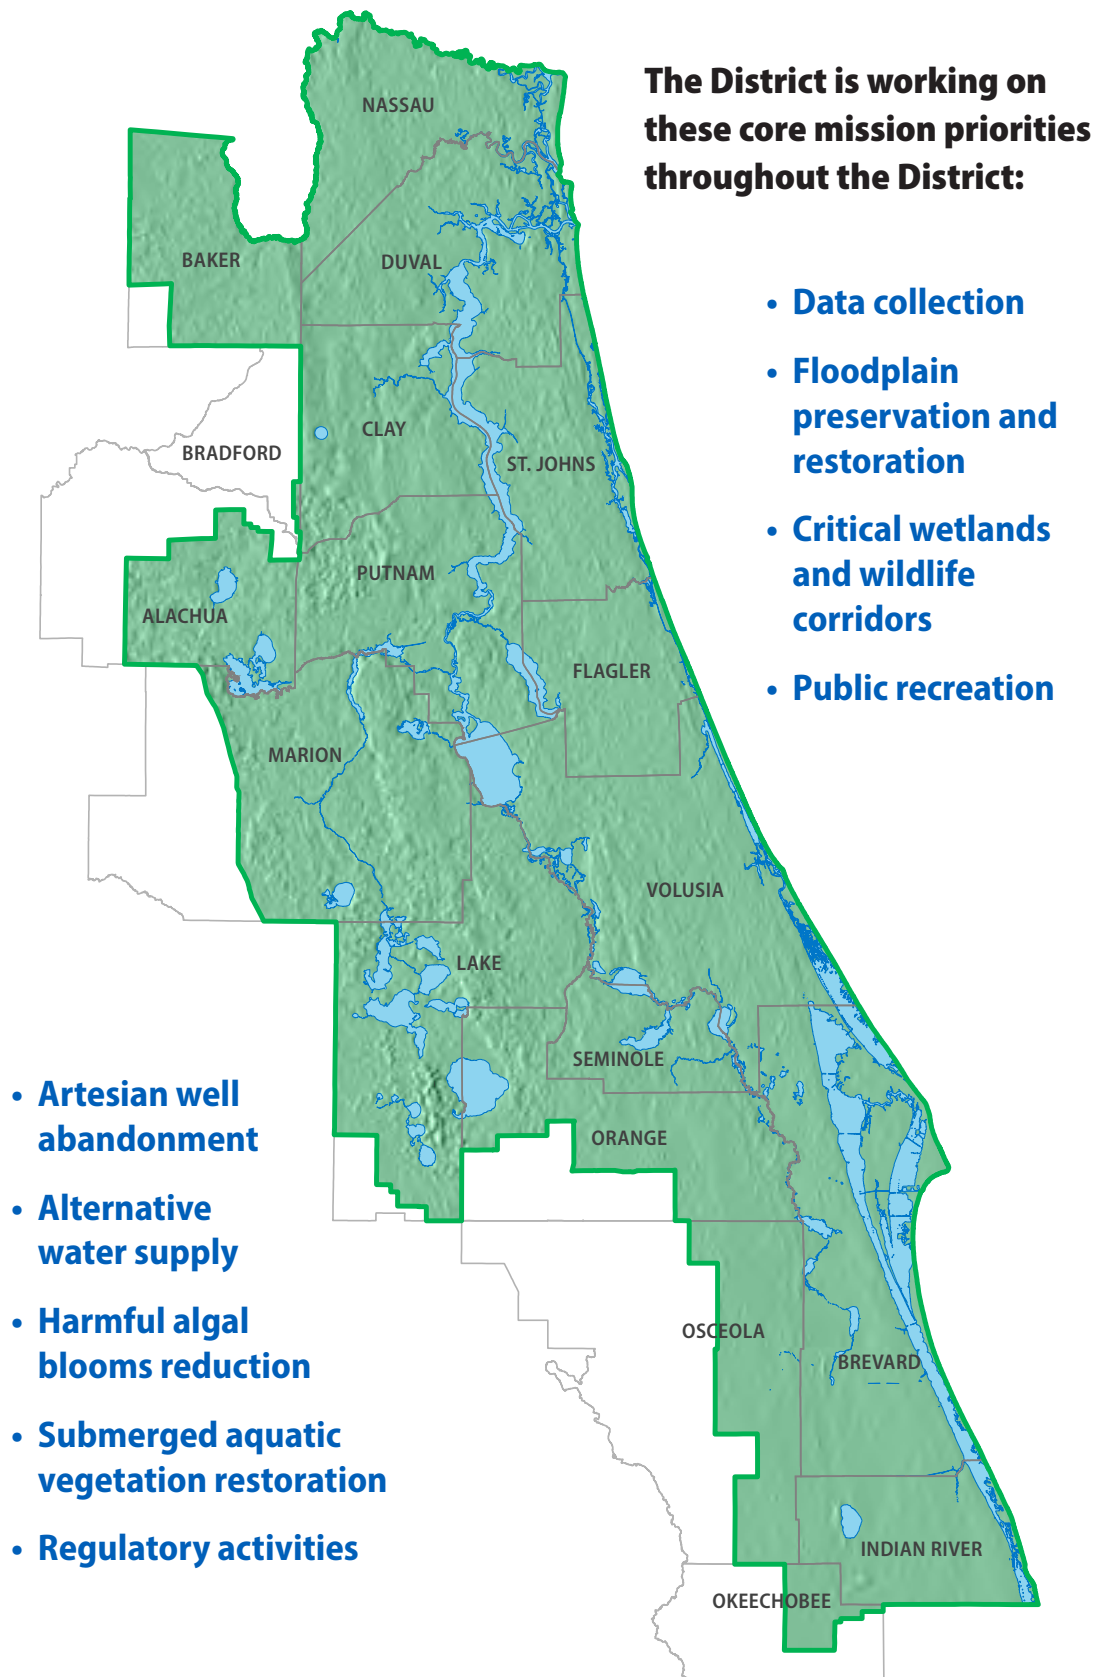 The District is working on
these core mission priorities
throughout the District:
• Data collection
• Floodplain
preservation and
restoration
• Critical wetlands
and wildlife
corridors
• Public recreation
• Artesian well
abandonment
• Alternative
water supply
• Harmful algal
blooms reduction
• Submerged aquatic
vegetation restoration
• Regulatory activities
NASSAU
BAKER
DUVAL
CLAY
BRADFORD
ST. JOHNS
PUTNAM
ALACHUA
FLAGLER
MARION
VOLUSIA
LAKE
SEMINOLE
ORANGE
OSCEOLA
BREVARD
INDIAN RIVER
OKEECHOBEE